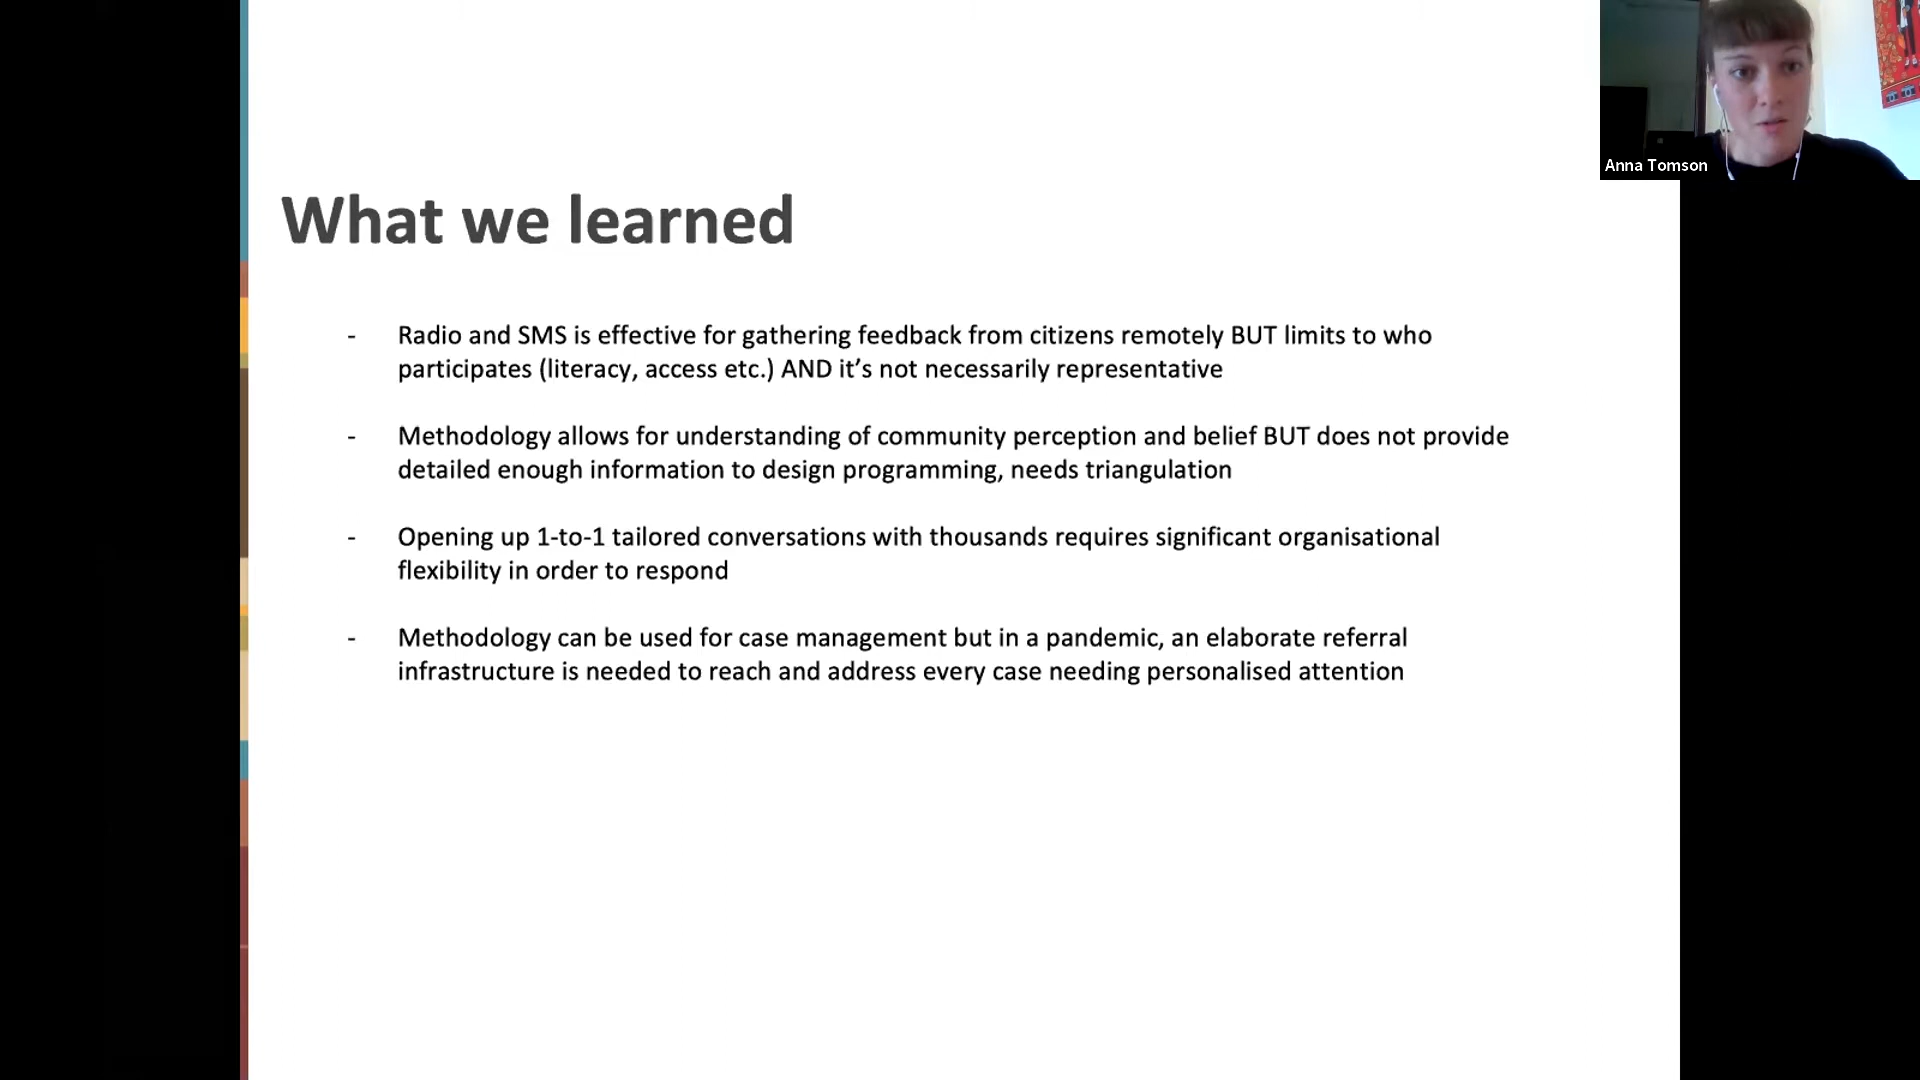 Anna Tomson
What we learned
- Radio and SMS is effective for gathering feedback from citizens remotely BUT limits to who
participates (literacy, access etc.) AND it’s not necessarily representative
- Methodology allows for understanding of community perception and belief BUT does not provide
detailed enough information to design programming, needs triangulation
- Opening up 1-to-1 tailored conversations with thousands requires significant organisational
flexibility in order to respond
- Methodology can be used for case management but in a pandemic, an elaborate referral
infrastructure is needed to reach and address every case needing personalised attention